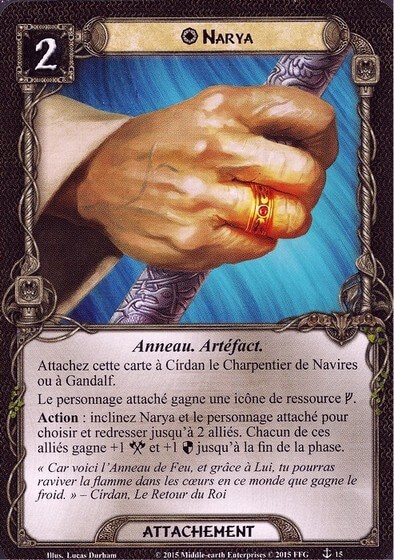 2
Narya
Anneau. Artéfact.
Attachez cette carte à Círdan le Charpentier de Navires
ou à Gandalf.
Le personnage attaché gagne une icône de ressource .
Action : inclinez Narya et le personnage attaché pour
choisir et redresser jusqu'à 2 alliés. Chacun de ces
alliés gagne +1 et +1 jusqu'à la fin de la phase.
« Car voici l'Anneau de Feu, et grâce à Lui, tu pourras
raviver la flamme dans les cœurs en ce monde que gagne le
froid. » – Cirdan, Le Retour du Roi
ATTACHEMENT
Illus. Lucas Durham © 2015 Middle-earth Enterprises © 2015 FFG 15